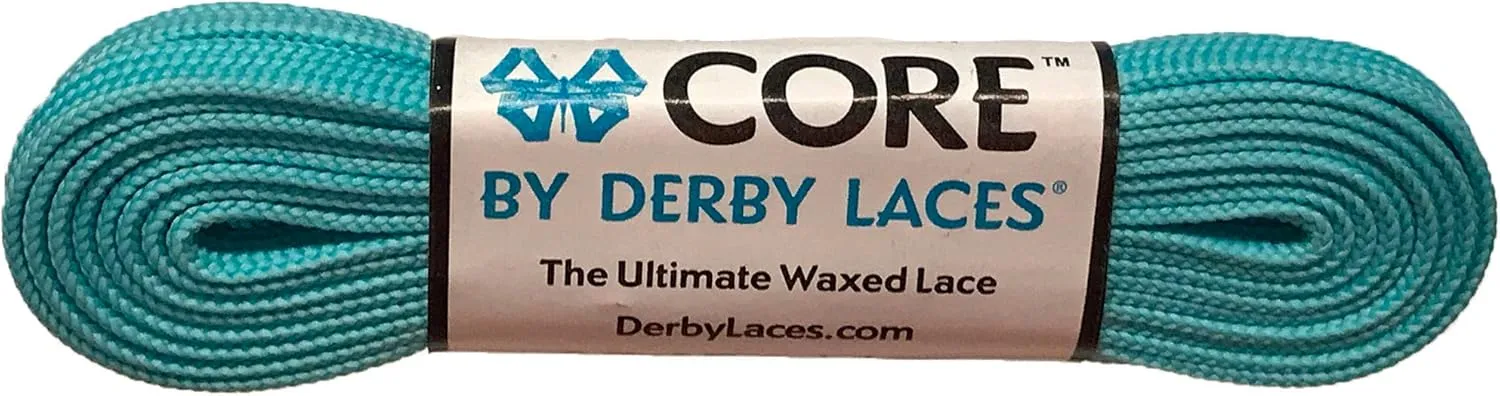 CORE™
BY DERBY LACES®
The Ultimate Waxed Lace
DerbyLaces.com